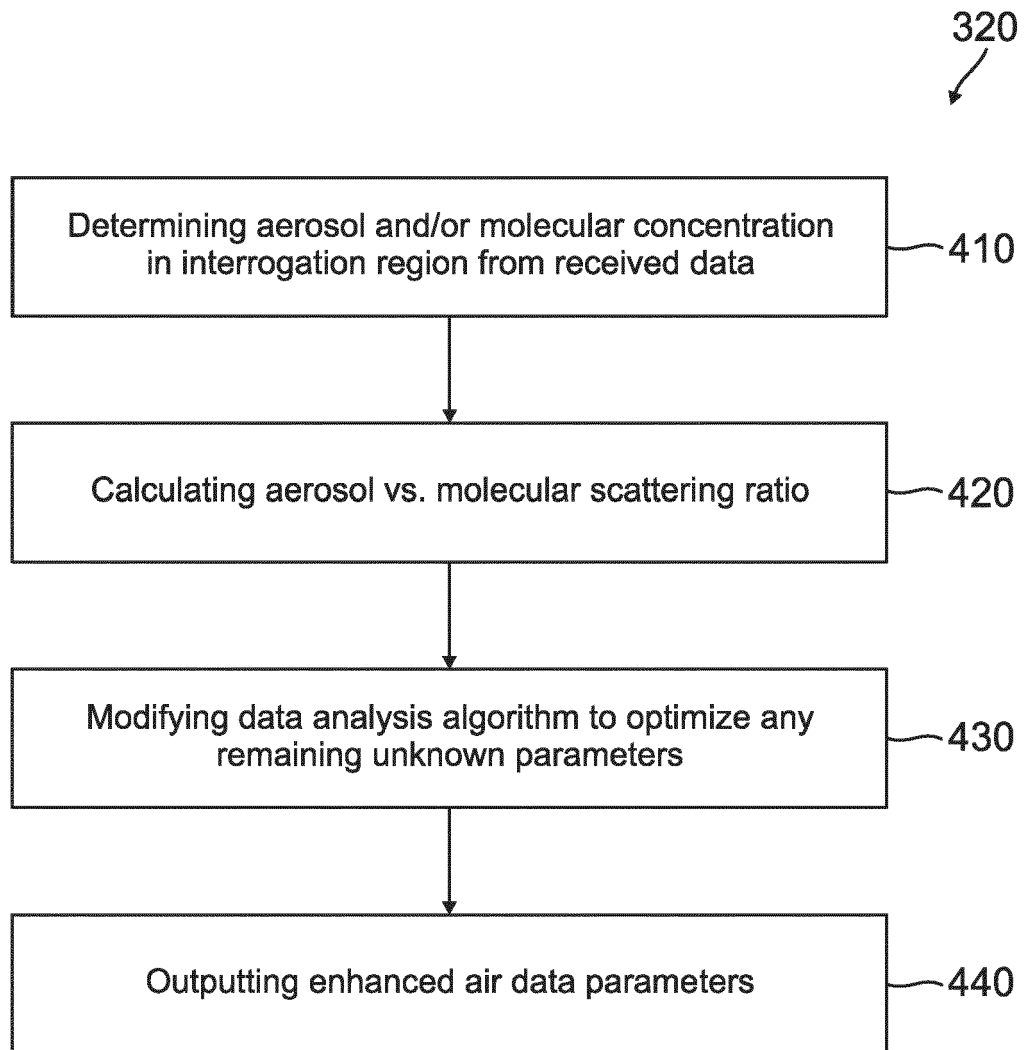 320
Determining aerosol and/or molecular concentration
in interrogation region from received data
410
Calculating aerosol vs. molecular scattering ratio
420
Modifying data analysis algorithm to optimize any
remaining unknown parameters
430
Outputting enhanced air data parameters
440